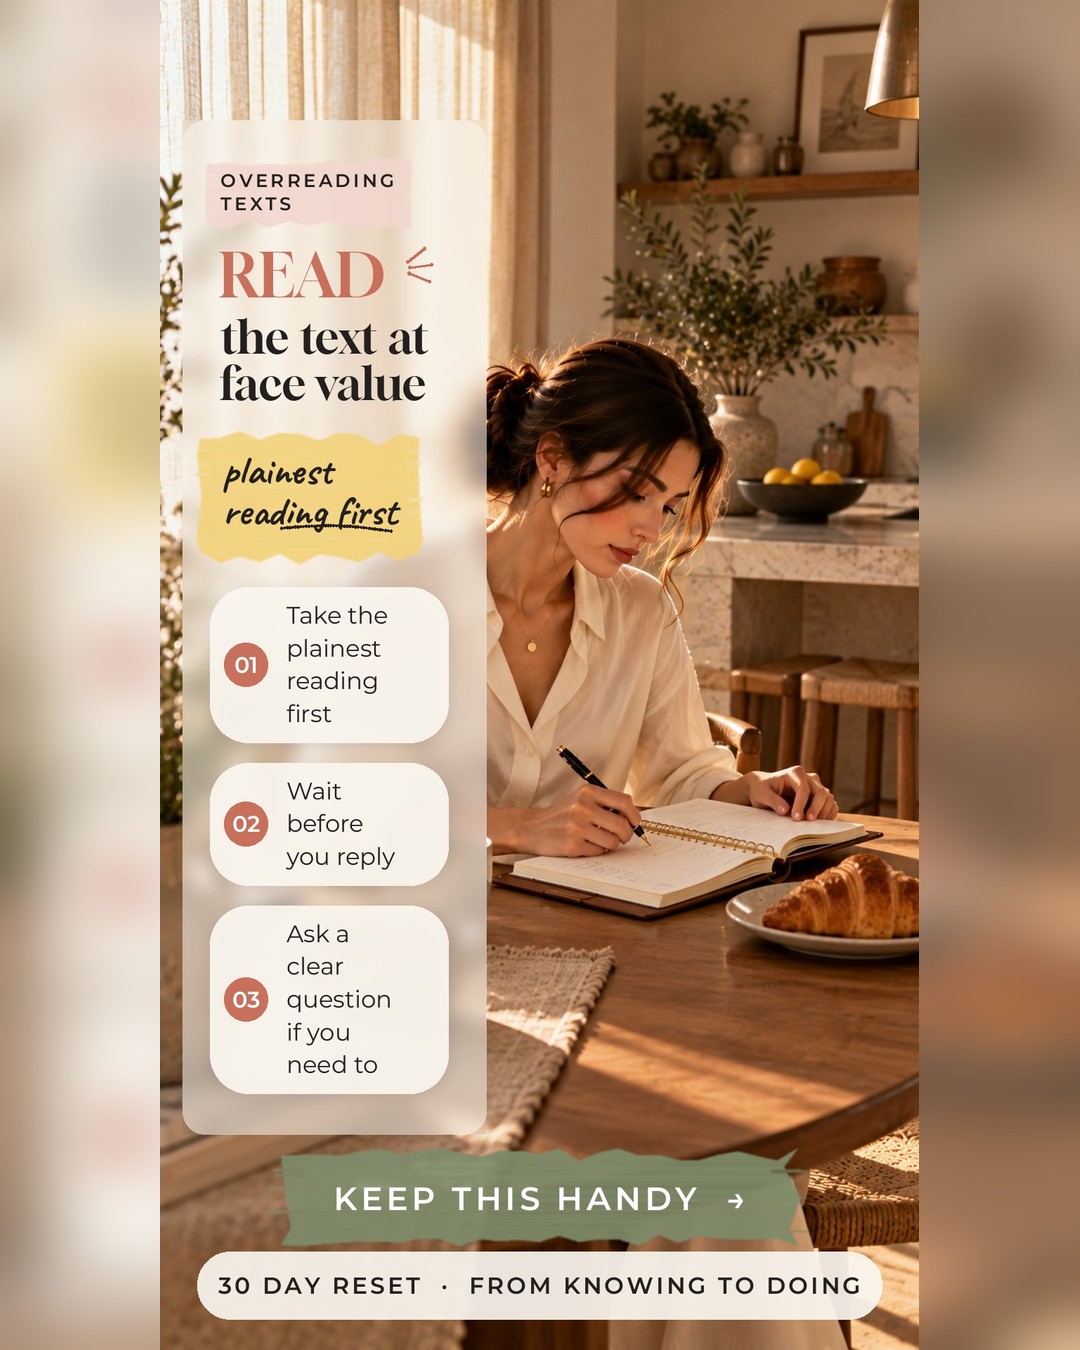 OVERREADING
TEXTS
READ
the text at
face value
plainest
reading first
01
Take the
plainest
reading
first
02
Wait
before
you reply
03
Ask a
clear
question
if you
need to
KEEP THIS HANDY →
30 DAY RESET · FROM KNOWING TO DOING